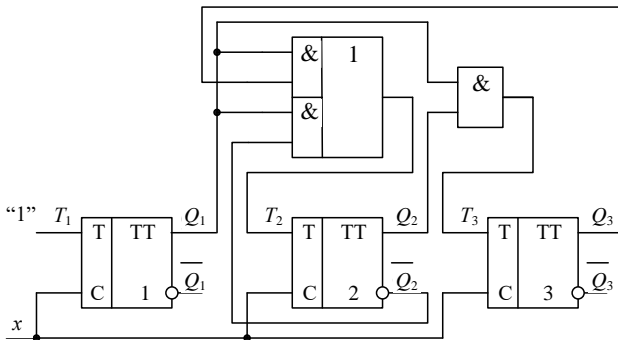 & 1
&
&
“1” T₁ Q₁ T₂ Q₂ T₃ Q₃
T TT T TT T TT
Q̅₁ Q̅₂ Q̅₃
C 1 C 2 C 3
x